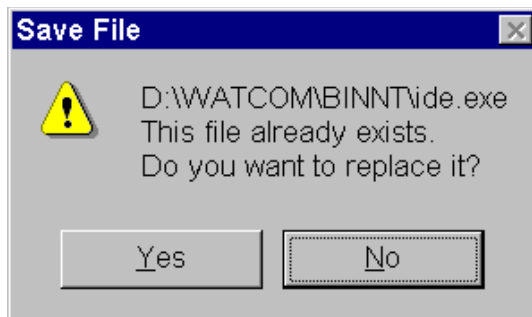 Save File
D:\WATCOM\BINNT\ide.exe
This file already exists.
Do you want to replace it?
Yes
No